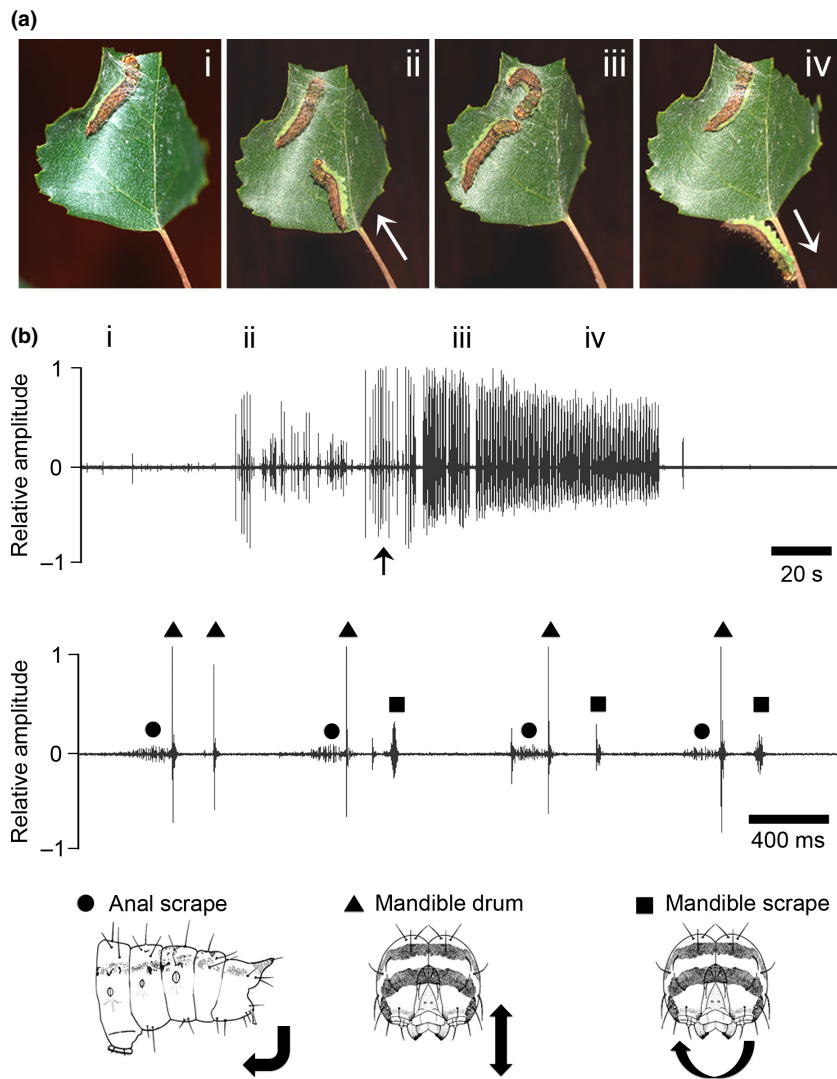 (a)
i ii iii iv
(b)
i ii iii iv
Relative amplitude
1
0
–1
20 s
Relative amplitude
1
0
–1
400 ms
Anal scrape Mandible drum Mandible scrape